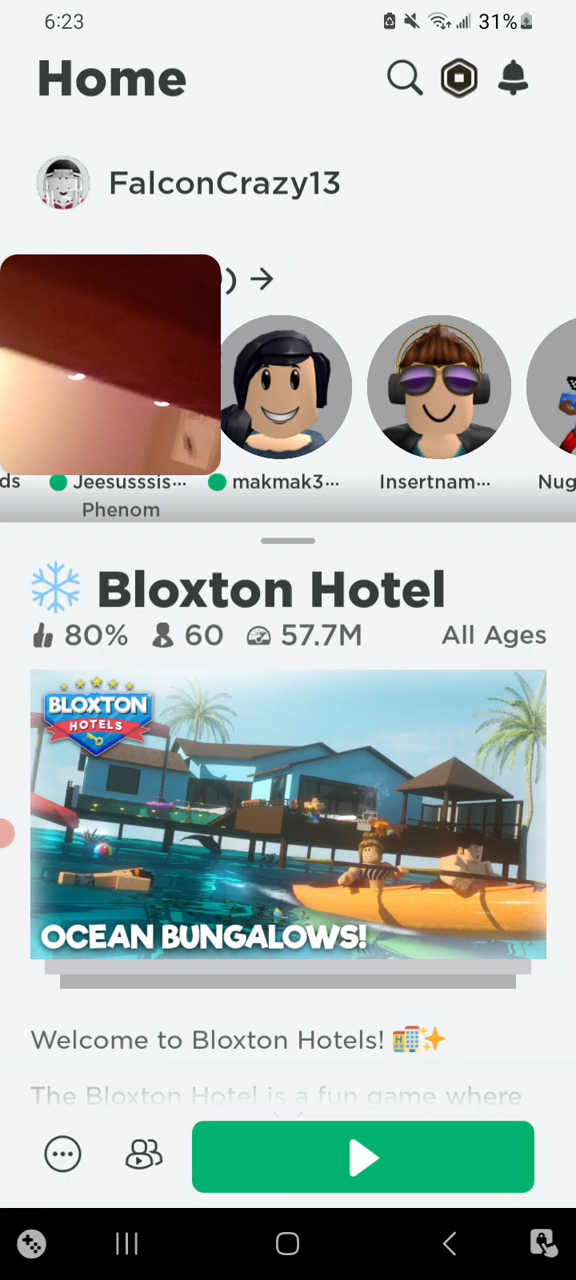 6:23
31%
Home
FalconCrazy13
) →
ds
Jeesusssis...
makmak3...
Insertnam...
Nug
Phenom
Bloxton Hotel
80% 60 57.7M All Ages
BLOXTON
HOTELS
OCEAN BUNGALOWS!
Welcome to Bloxton Hotels! 🏨✨
The Bloxton Hotel is a fun game where